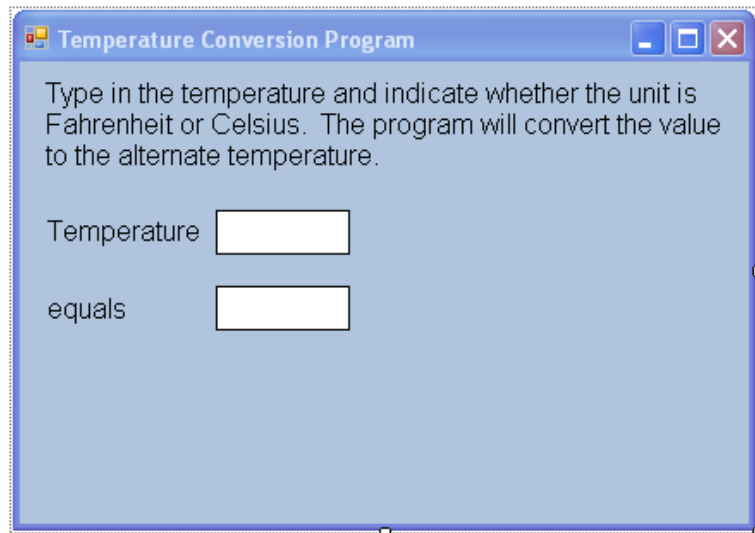 Temperature Conversion Program
Type in the temperature and indicate whether the unit is
Fahrenheit or Celsius.  The program will convert the value
to the alternate temperature.
Temperature
equals